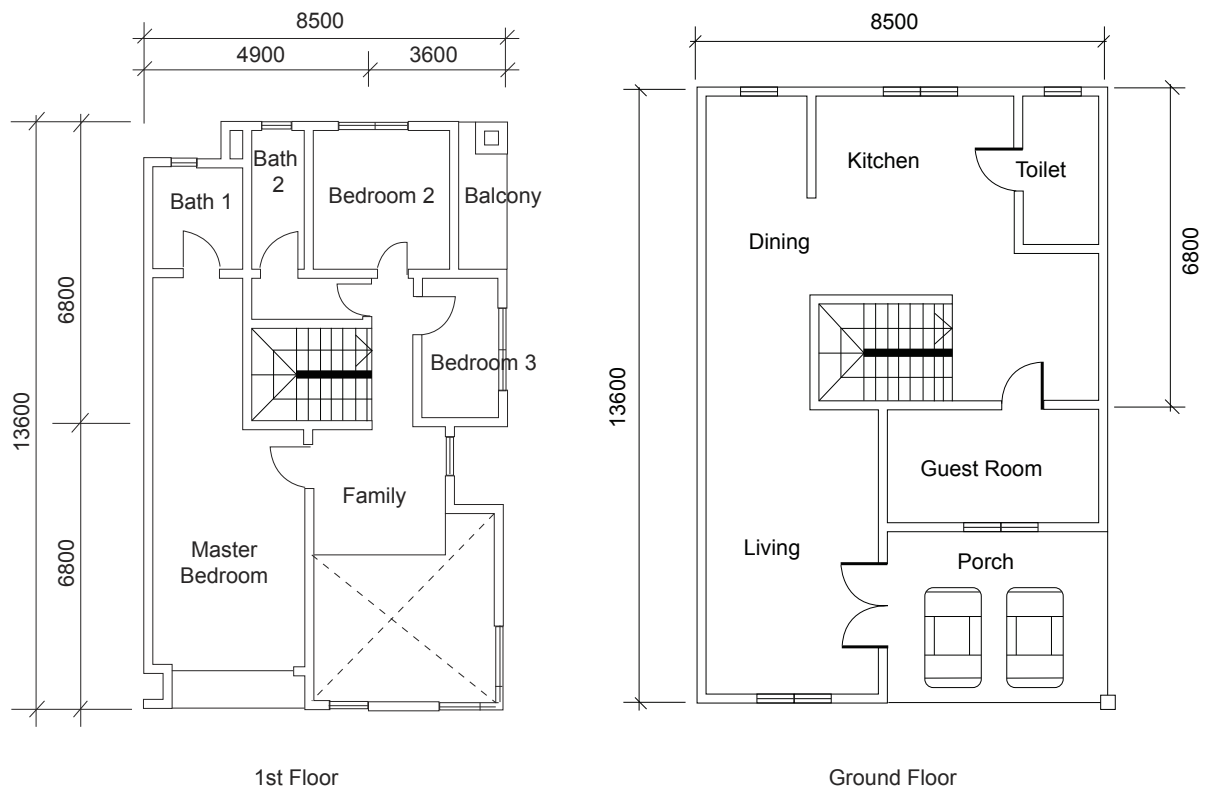 8500
4900
3600
13600
6800
6800
Bath 1
Bath
2
Bedroom 2
Balcony
Bedroom 3
Family
Master
Bedroom
1st Floor
8500
13600
6800
Kitchen
Toilet
Dining
Guest Room
Living
Porch
Ground Floor